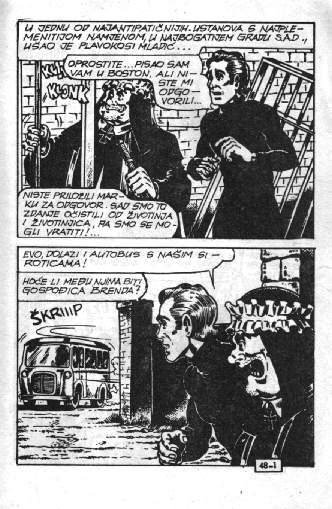 U JEDNU OD NAJANTIPATIČNIJIH USTANOVA S NAJPLE-
MENITIJOM NAMJENOM, U NAJBOGATIJEM GRADU S.A.D.,
UŠAO JE PLAVOKOSI MLADIĆ...
OPROSTITE...PISAO SAM
VAM U BOSTON, ALI NI-
STE MI
ODGO-
VORILI...
KUJNK
KUJNK
NISTE PRILOŽILI MAR-
KU ZA ODGOVOR. SAD SMO TO
ZDANJE OČISTILI OD ŽIVOTINJA
I ŽIVOTINJICA, PA SMO SE MO-
GLI VRATITI!...
EVO, DOLAZI I AUTOBUS S NAŠIM SI-
ROTICAMA!
HOĆE LI MEĐU NJIMA BITI
GOSPOĐICA BRENDA?
ŠKRIIIP
48-1